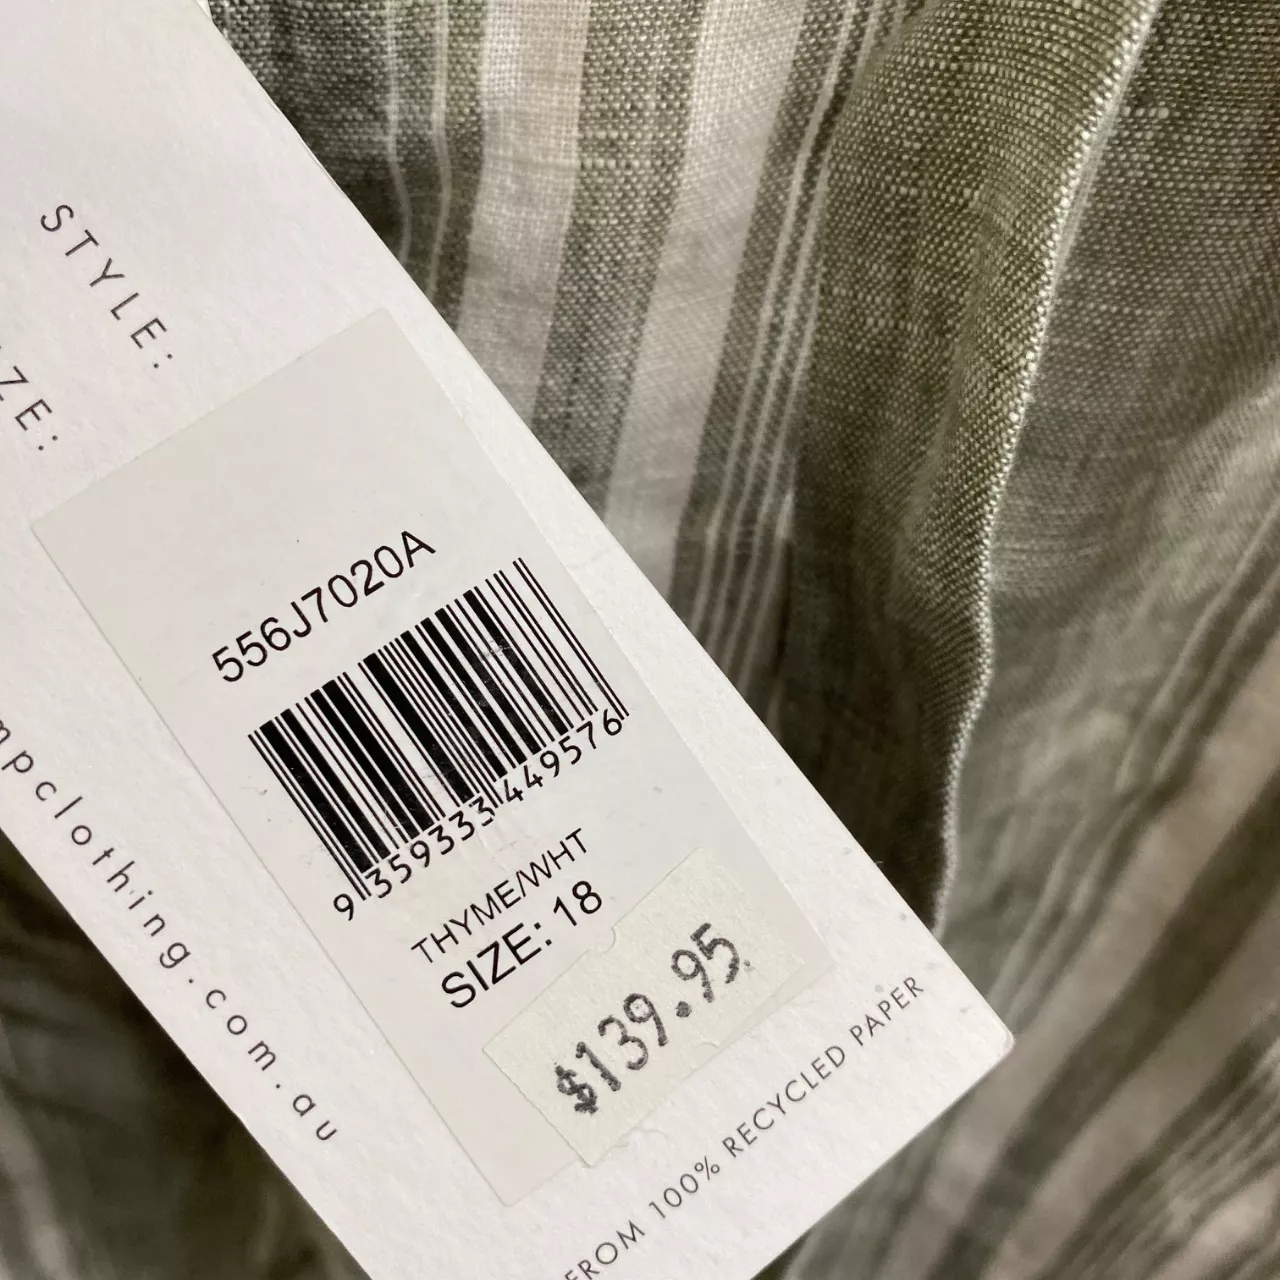 STYLE:
ZE:
556J7020A
9 359333 449576
THYME/WHT
SIZE: 18
$139.95
mpclothing.com.au
FROM 100% RECYCLED PAPER